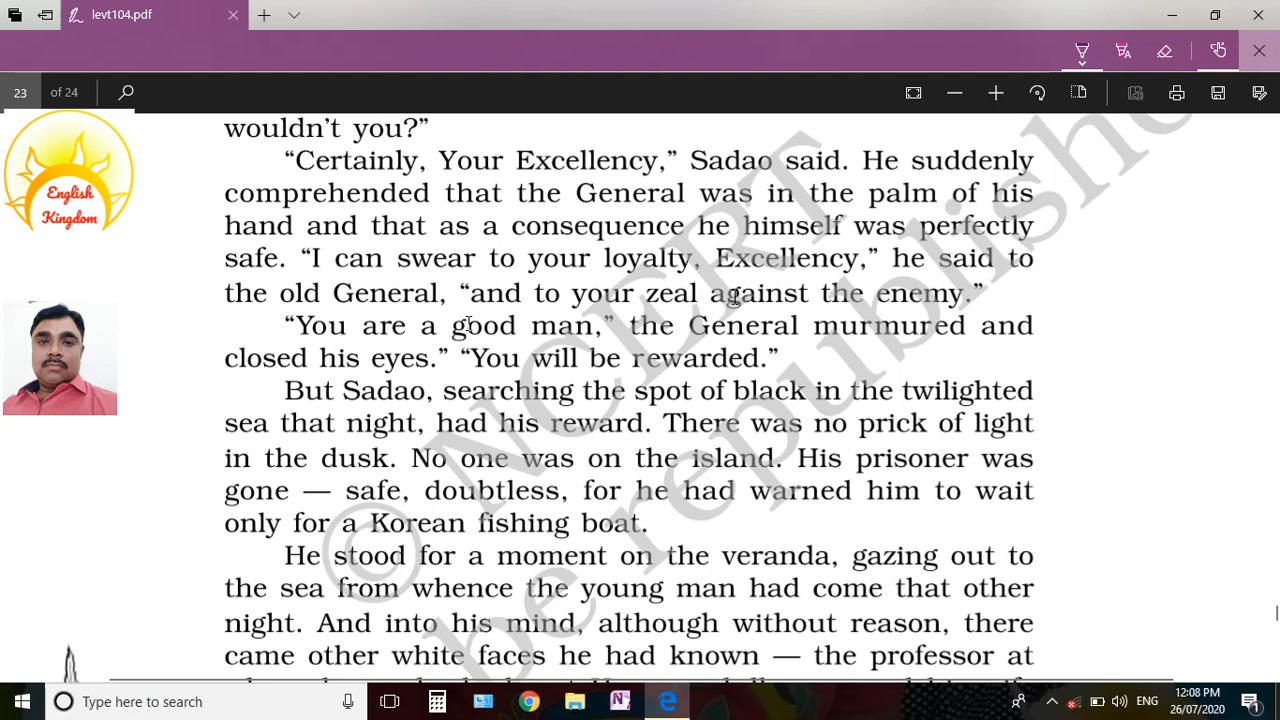 levt104.pdf
23 of 24
wouldn't you?”
“Certainly, Your Excellency,” Sadao said. He suddenly
comprehended that the General was in the palm of his
hand and that as a consequence he himself was perfectly
safe. “I can swear to your loyalty, Excellency,” he said to
the old General, “and to your zeal against the enemy.”
“You are a good man,” the General murmured and
closed his eyes.” “You will be rewarded.”
But Sadao, searching the spot of black in the twilighted
sea that night, had his reward. There was no prick of light
in the dusk. No one was on the island. His prisoner was
gone — safe, doubtless, for he had warned him to wait
only for a Korean fishing boat.
He stood for a moment on the veranda, gazing out to
the sea from whence the young man had come that other
night. And into his mind, although without reason, there
came other white faces he had known — the professor at
English
Kingdom
© NCERT
be republishe
Type here to search
ENG
12:08 PM
26/07/2020
1